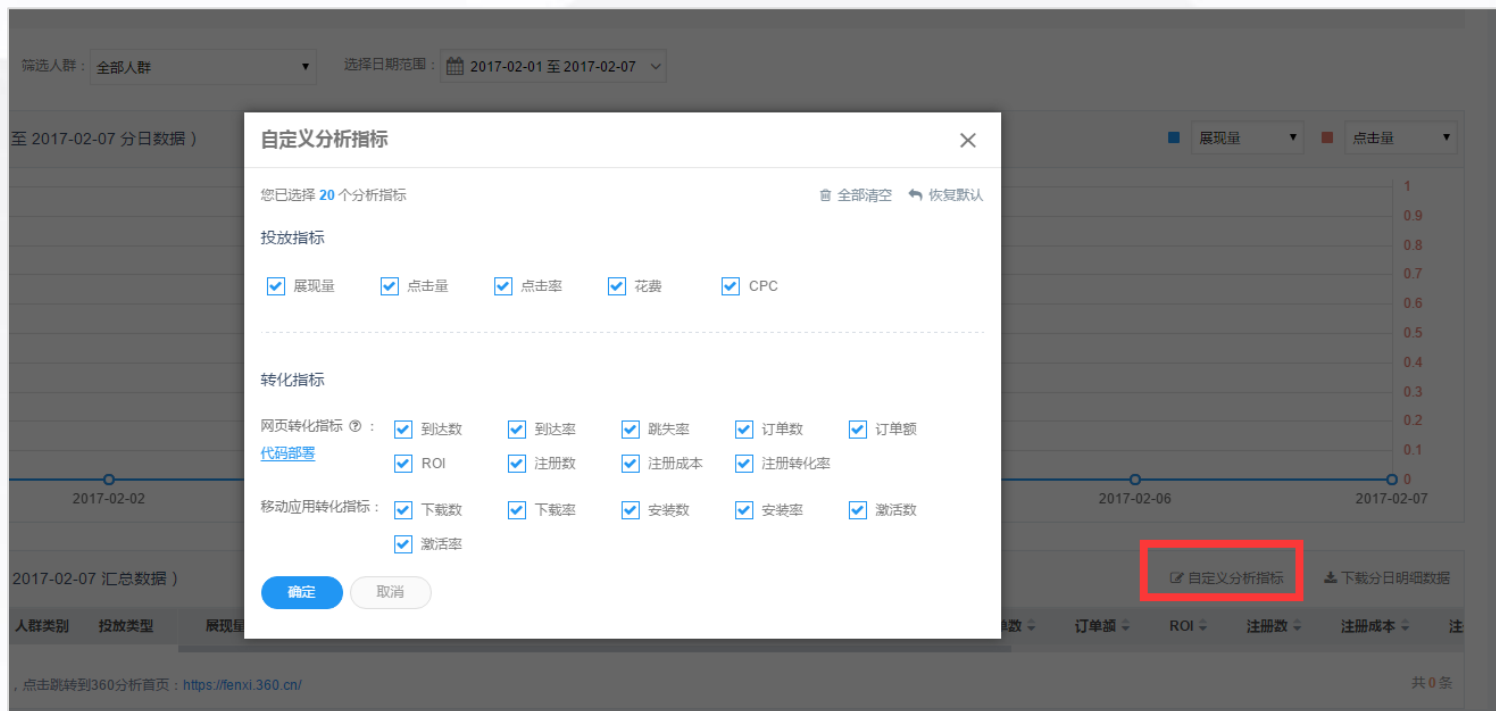 筛选人群： 全部人群 选择日期范围： 2017-02-01 至 2017-02-07
至 2017-02-07 分日数据 ） 展现量 点击量
自定义分析指标
您已选择 20 个分析指标 全部清空 恢复默认
投放指标
展现量 点击量 点击率 花费 CPC
转化指标
网页转化指标 ： 到达数 到达率 跳失率 订单数 订单额
代码部署
ROI 注册数 注册成本 注册转化率
移动应用转化指标： 下载数 下载率 安装数 安装率 激活数
激活率
确定 取消
1
0.9
0.8
0.7
0.6
0.5
0.4
0.3
0.2
0.1
0
2017-02-02 2017-02-06 2017-02-07
2017-02-07 汇总数据 ） 自定义分析指标 下载分日明细数据
人群类别 投放类型 展现量 单数 订单额 ROI 注册数 注册成本 注
，点击跳转到360分析首页：https://fenxi.360.cn/ 共0条